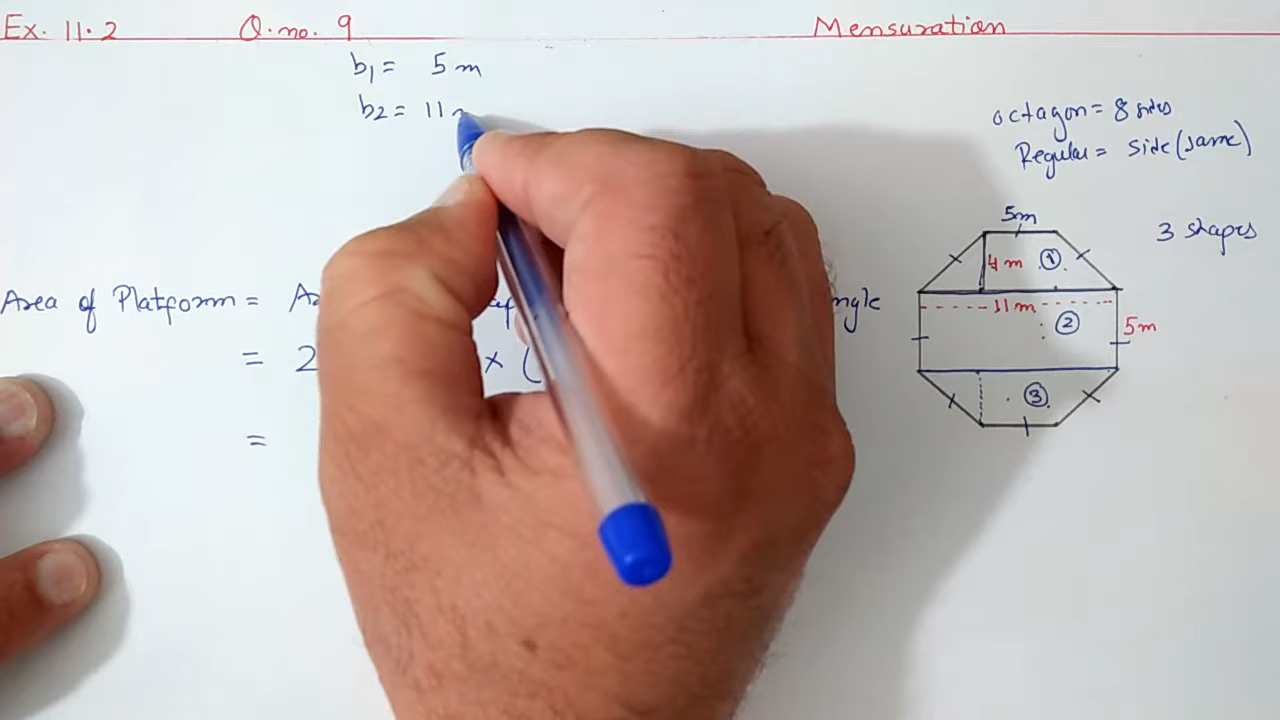 Ex. 11.2 Q.no. 9 Mensuration
b1 = 5 m
b2 = 11 m
octagon = 8 sides
Regular = side (same)
5m
3 shapes
4 m 1
11 m
2
5m
3
Area of Platform =
= 2 × (
=